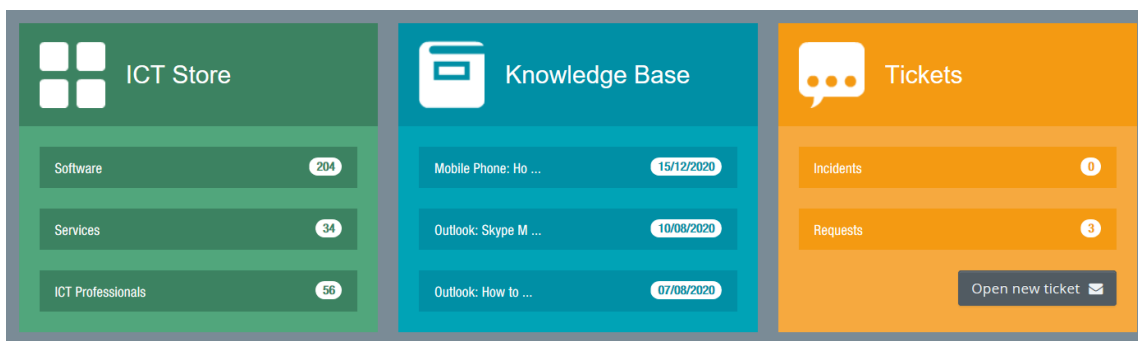 ICT Store
Software 204
Services 34
ICT Professionals 56
Knowledge Base
Mobile Phone: Ho ... 15/12/2020
Outlook: Skype M ... 10/08/2020
Outlook: How to ... 07/08/2020
Tickets
Incidents 0
Requests 3
Open new ticket